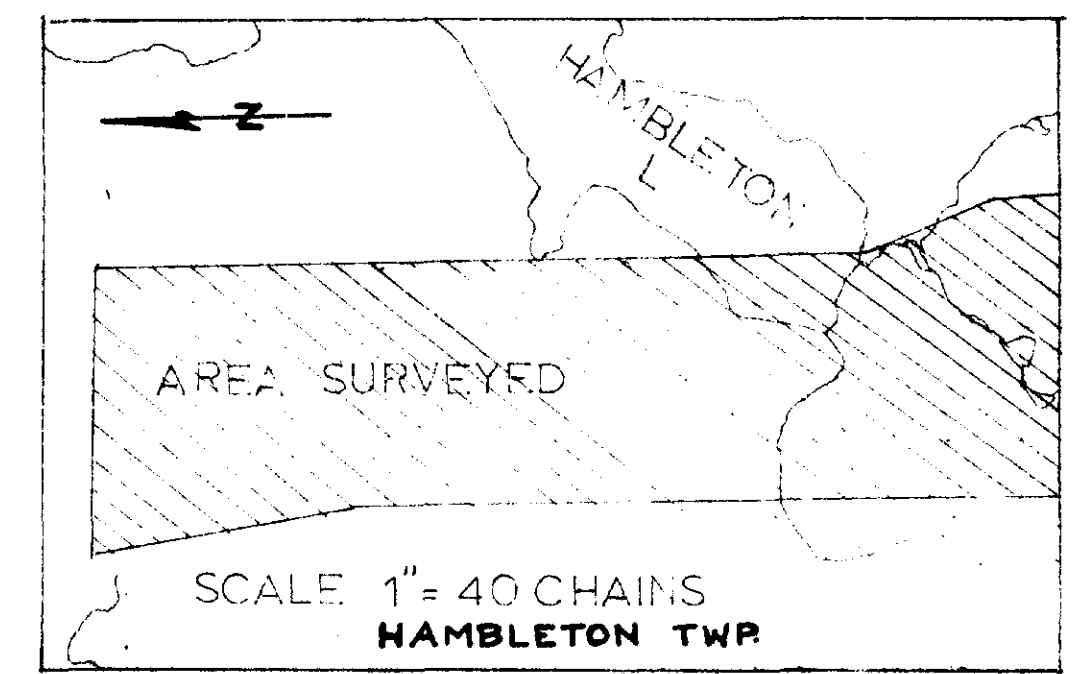 N
HAMBLETON
L
AREA SURVEYED
SCALE 1" = 40 CHAINS
HAMBLETON TWP.